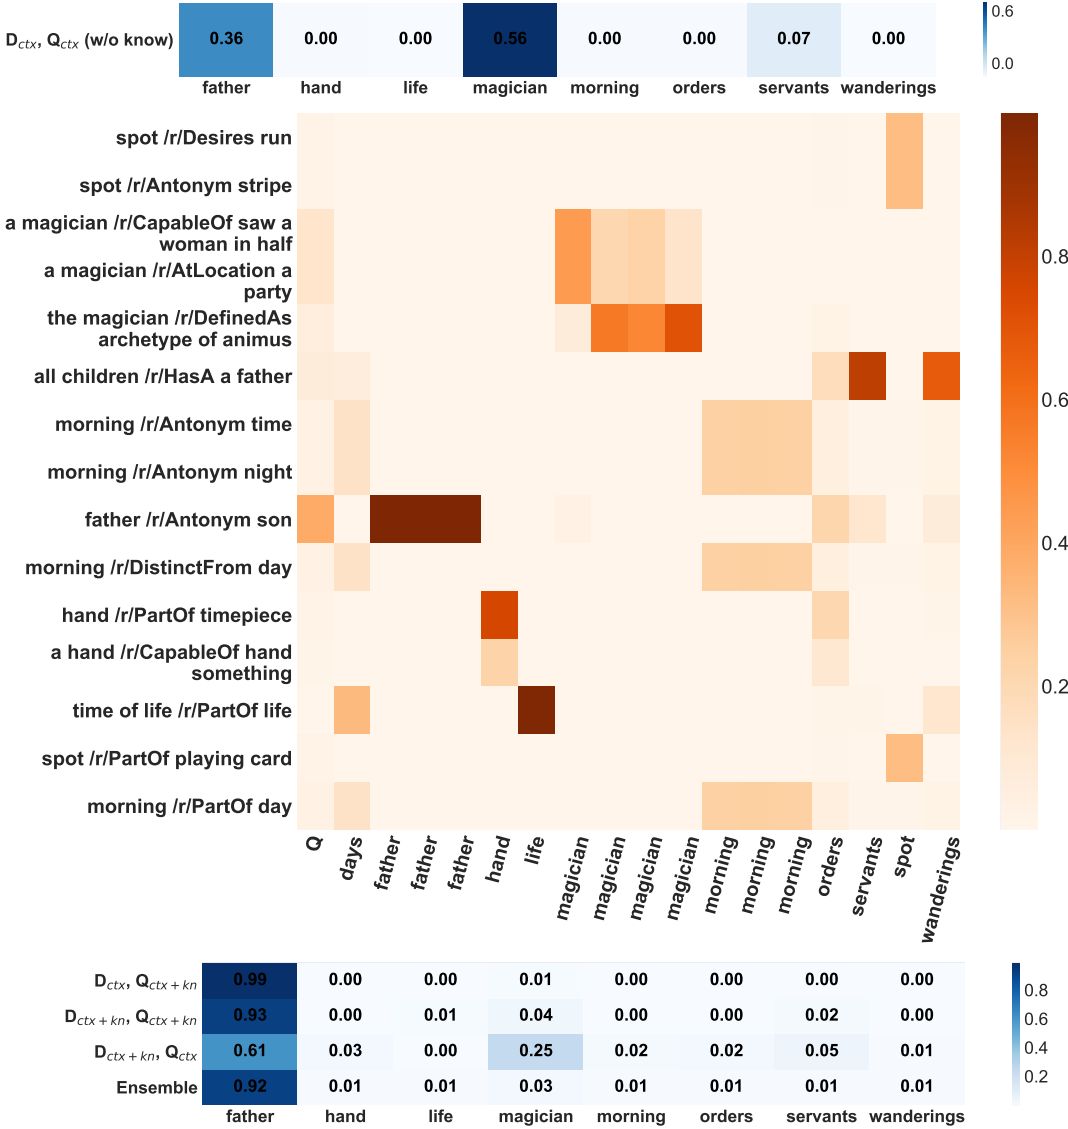 D_ctx, Q_ctx (w/o know) 0.36 0.00 0.00 0.56 0.00 0.00 0.07 0.00
father hand life magician morning orders servants wanderings
0.6
0.0
spot /r/Desires run
spot /r/Antonym stripe
a magician /r/CapableOf saw a
woman in half
a magician /r/AtLocation a
party
the magician /r/DefinedAs
archetype of animus
all children /r/HasA a father
morning /r/Antonym time
morning /r/Antonym night
father /r/Antonym son
morning /r/DistinctFrom day
hand /r/PartOf timepiece
a hand /r/CapableOf hand
something
time of life /r/PartOf life
spot /r/PartOf playing card
morning /r/PartOf day
Q days father father father hand life magician magician magician magician morning morning morning orders servants spot wanderings
0.8
0.6
0.4
0.2
D_ctx, Q_ctx+kn 0.99 0.00 0.00 0.01 0.00 0.00 0.00 0.00
D_ctx+kn, Q_ctx+kn 0.93 0.00 0.01 0.04 0.00 0.00 0.02 0.00
D_ctx+kn, Q_ctx 0.61 0.03 0.00 0.25 0.02 0.02 0.05 0.01
Ensemble 0.92 0.01 0.01 0.03 0.01 0.01 0.01 0.01
father hand life magician morning orders servants wanderings
0.8
0.6
0.4
0.2